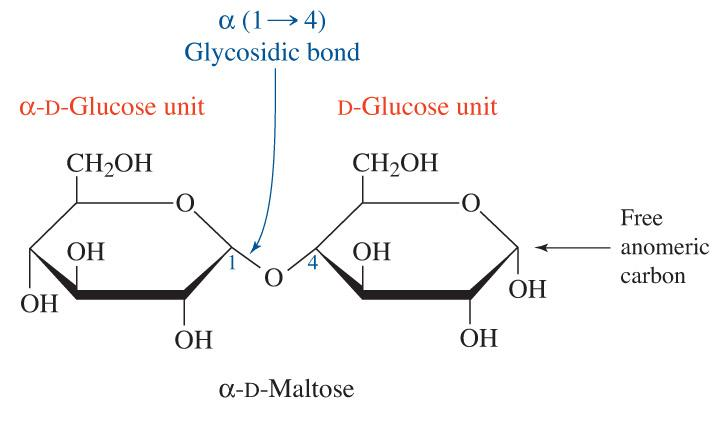 α (1⟶4)
Glycosidic bond
α-D-Glucose unit
D-Glucose unit
CH₂OH
CH₂OH
O
O
OH
OH
1
4
O
OH
OH
OH
OH
Free
anomeric
carbon
α-D-Maltose